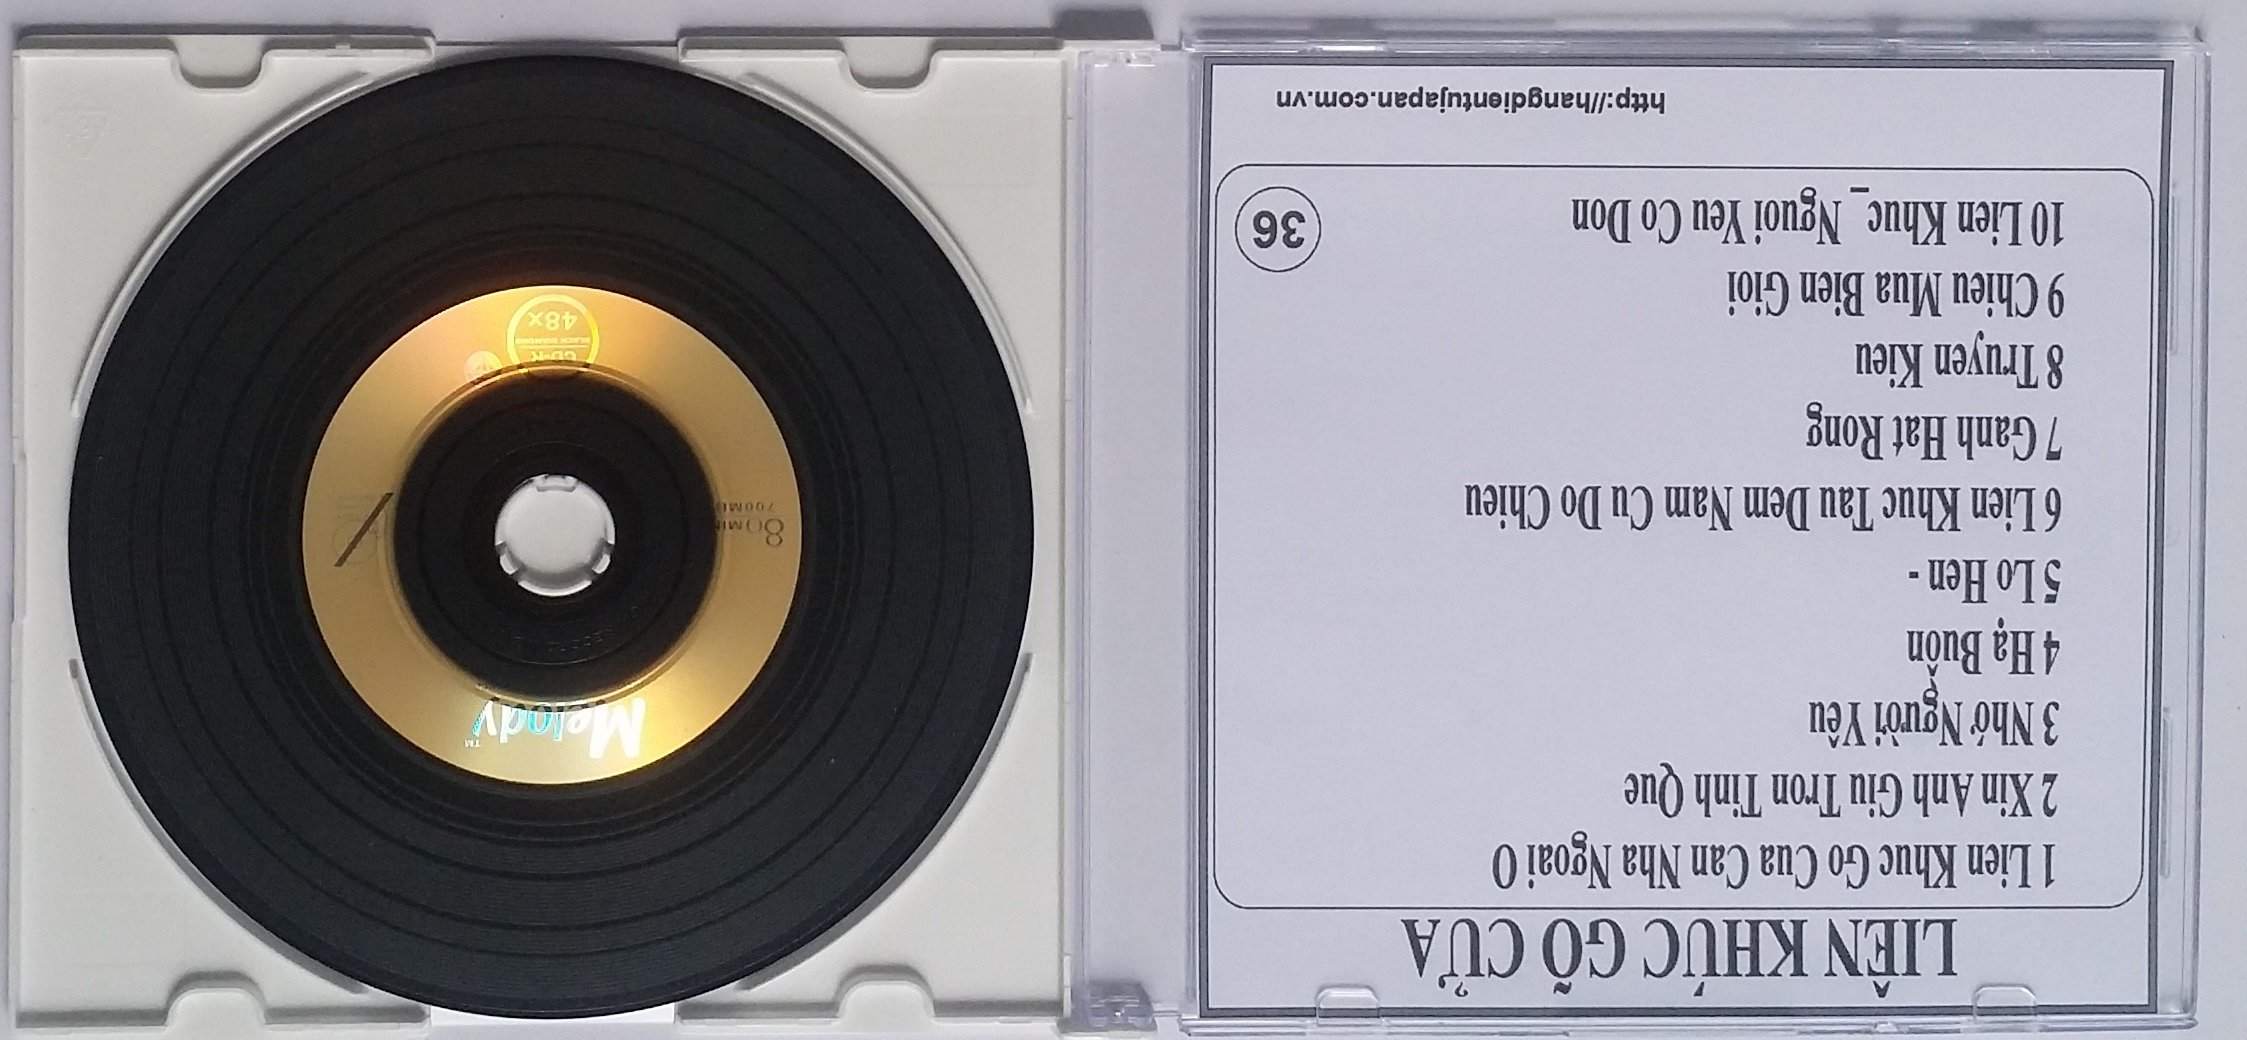 LIÊN KHÚC GÕ CỬA
1 Lien Khuc Go Cua Can Nha Ngoai O
2 Xin Anh Giu Tron Tinh Que
3 Nhớ Người Yêu
4 Hạ Buồn
5 Lo Hen -
6 Lien Khuc Tau Dem Nam Cu Do Chieu
7 Ganh Hat Rong
8 Truyen Kieu
9 Chieu Mua Bien Gioi
10 Lien Khuc _ Nguoi Yeu Co Don
36
http://hangdientujapan.com.vn
Melody™
80 MIN
700MB
CD-R
48x